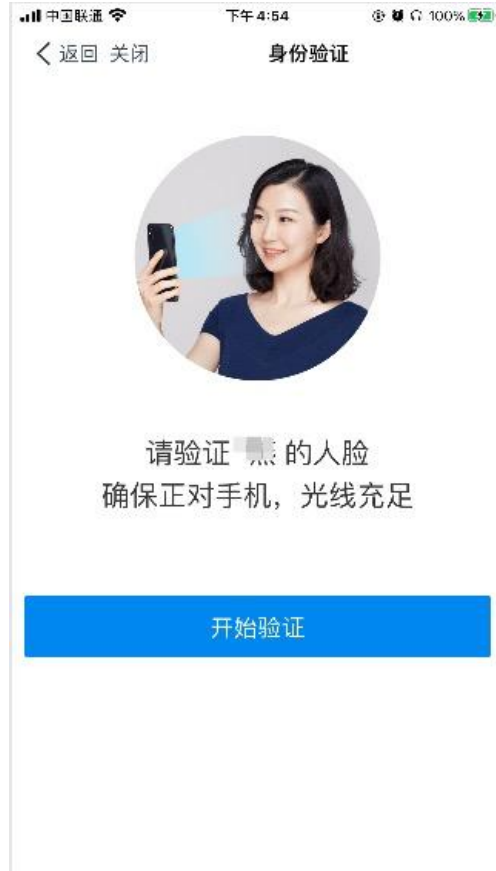 中国联通 下午4:54 100%
返回 关闭 身份验证
请验证 的人脸
确保正对手机，光线充足
开始验证